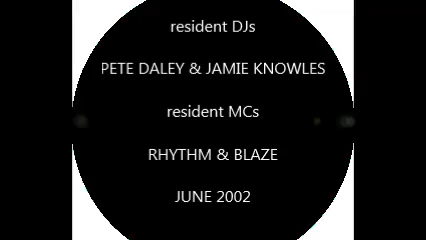 resident DJs
PETE DALEY & JAMIE KNOWLES
resident MCs
RHYTHM & BLAZE
JUNE 2002